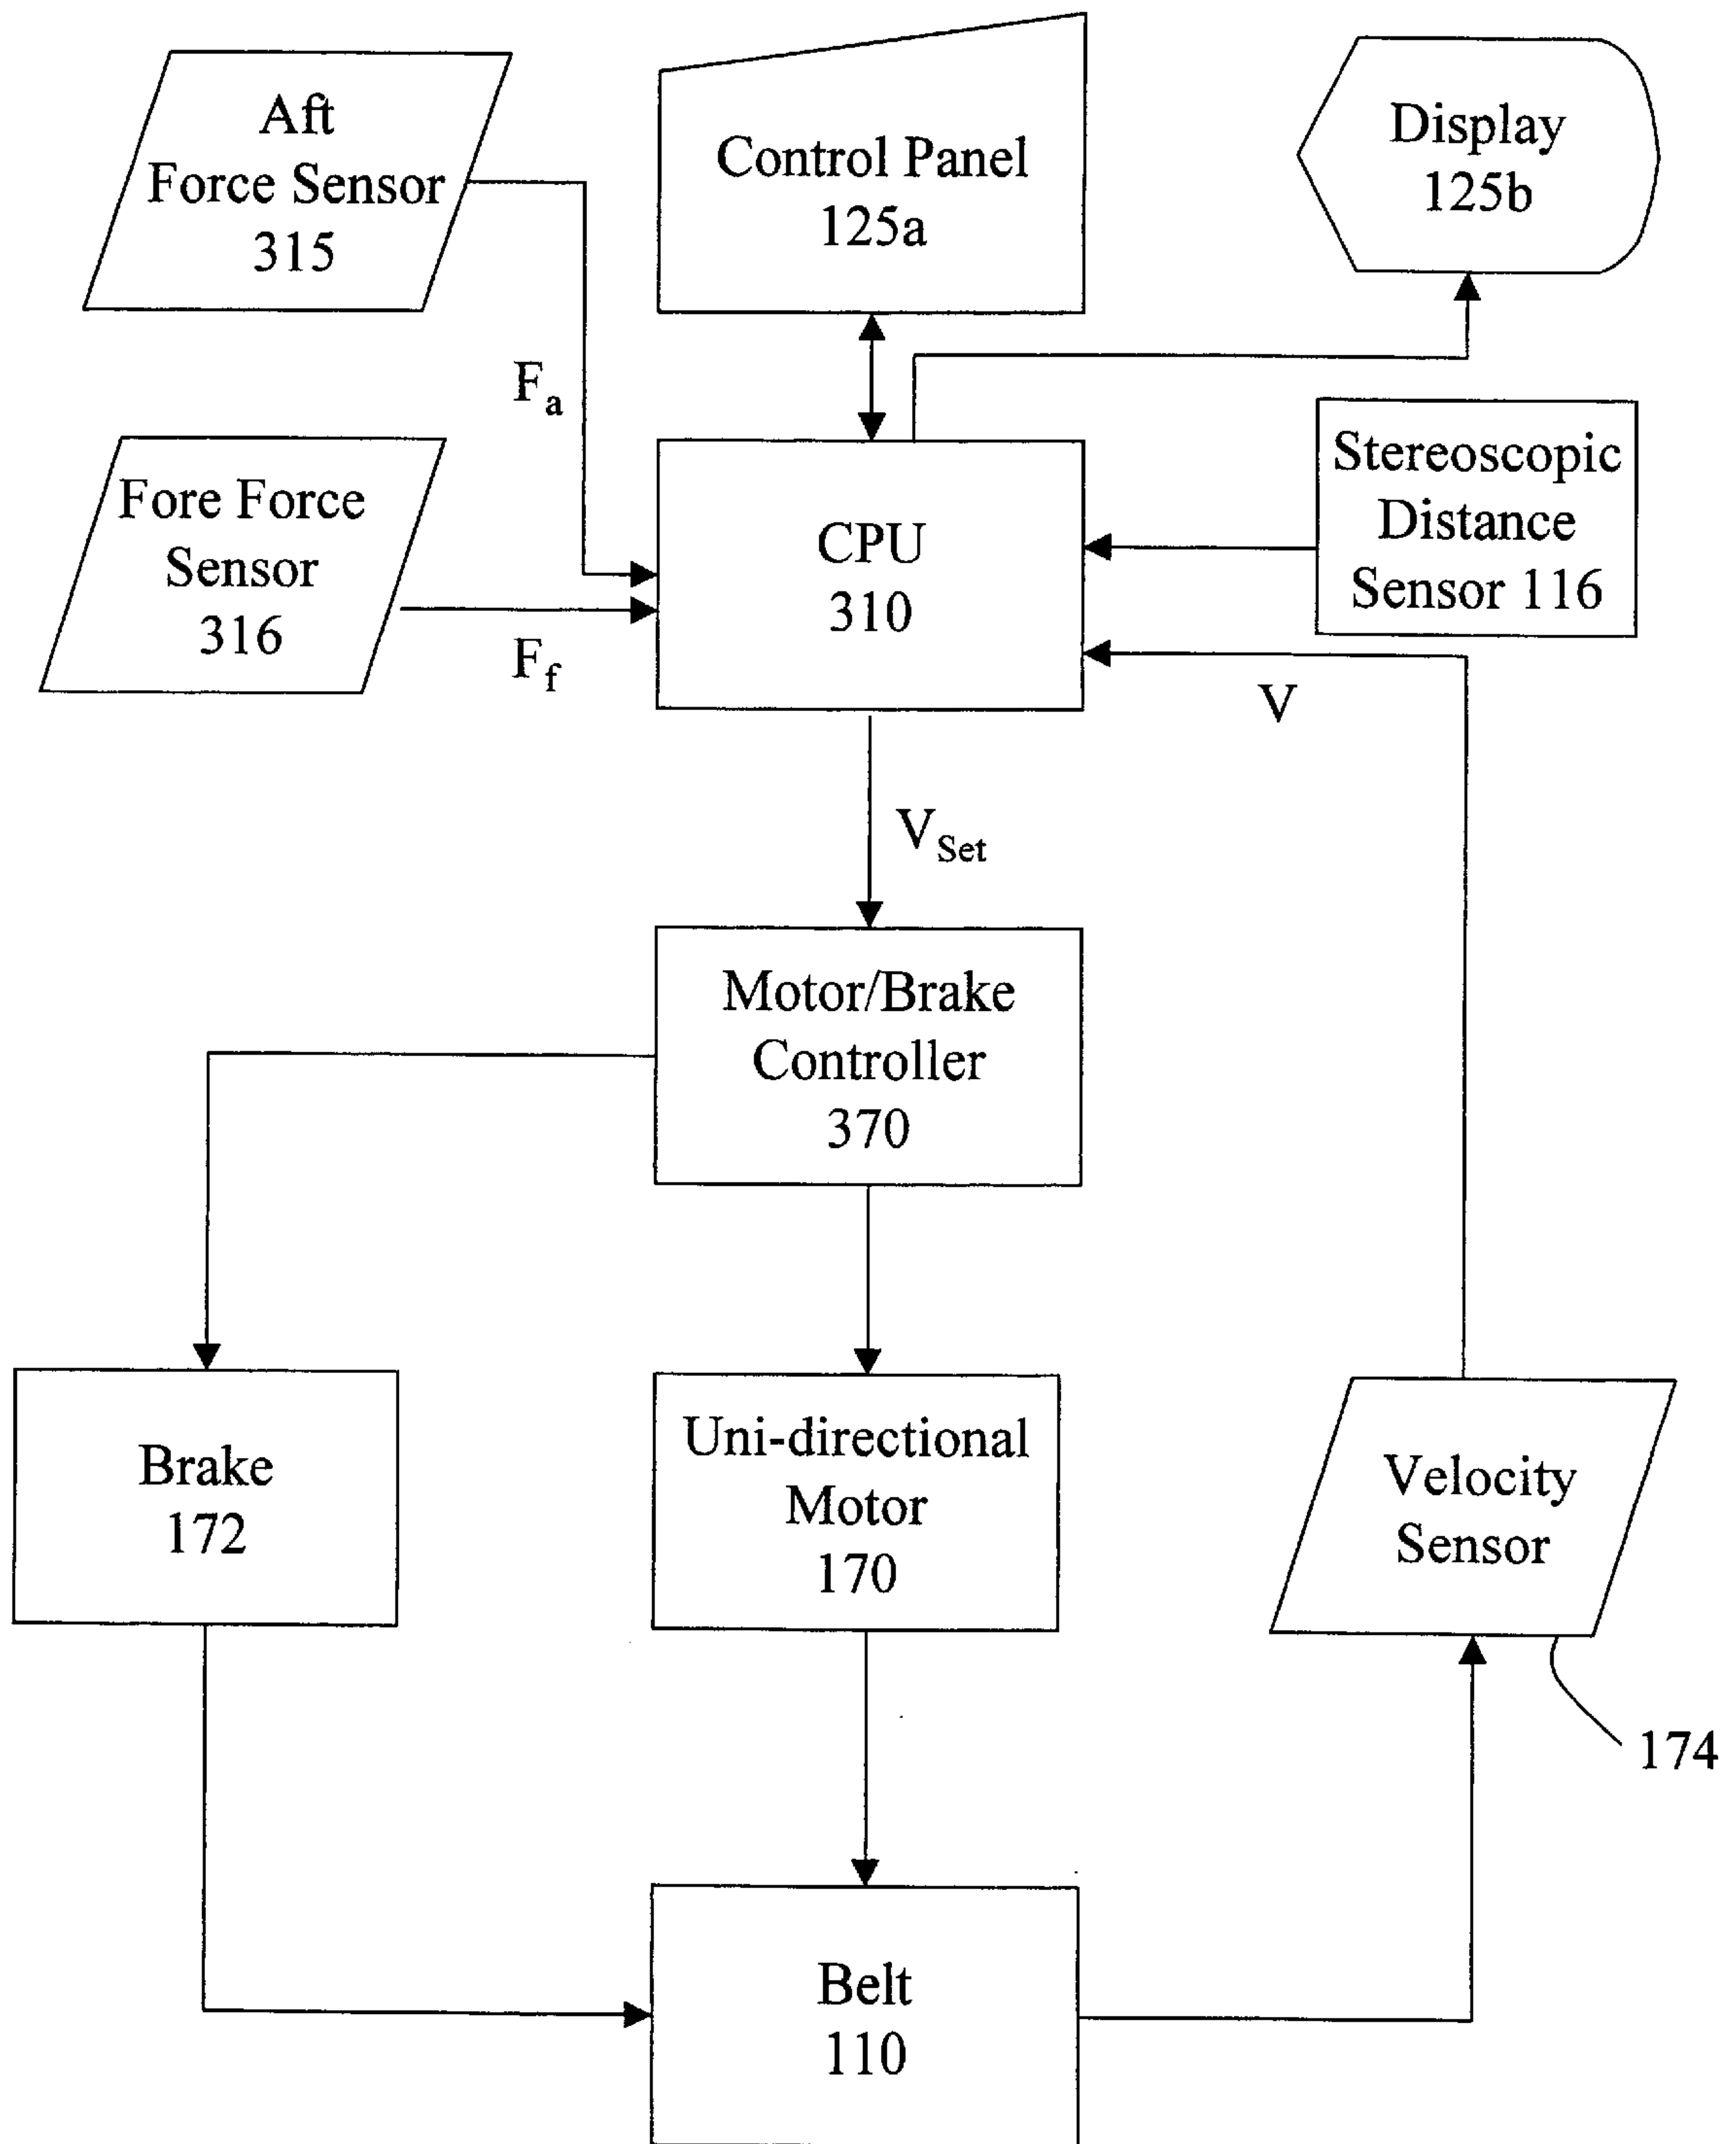 Aft
Force Sensor
315
Control Panel
125a
Display
125b
Fa
Fore Force
Sensor
316
Ff
CPU
310
Stereoscopic
Distance
Sensor 116
V
VSet
Motor/Brake
Controller
370
Brake
172
Uni-directional
Motor
170
Velocity
Sensor
174
Belt
110